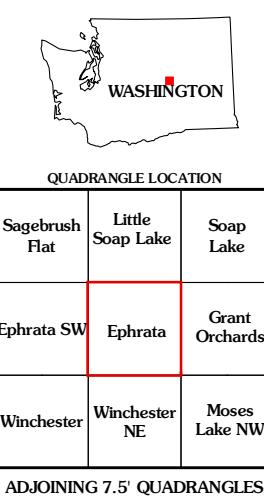 WASHINGTON
QUADRANGLE LOCATION
Sagebrush
Flat
Little
Soap Lake
Soap
Lake
Ephrata SW
Ephrata
Grant
Orchards
Winchester
Winchester
NE
Moses
Lake NW
ADJOINING 7.5' QUADRANGLES